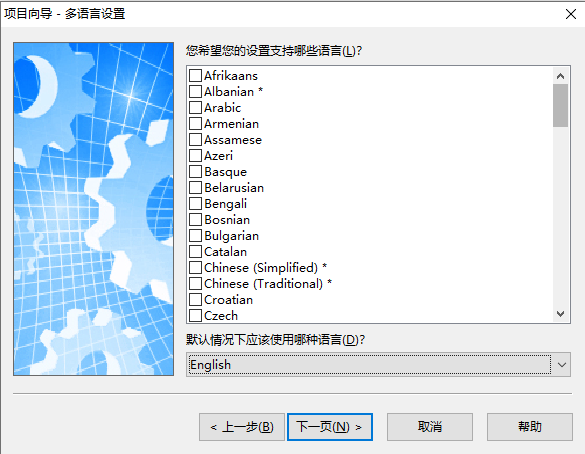 项目向导 - 多语言设置
您希望您的设置支持哪些语言(L)?
Afrikaans
Albanian *
Arabic
Armenian
Assamese
Azeri
Basque
Belarusian
Bengali
Bosnian
Bulgarian
Catalan
Chinese (Simplified) *
Chinese (Traditional) *
Croatian
Czech
默认情况下应该使用哪种语言(D)?
English
< 上一步(B)
下一页(N) >
取消
帮助